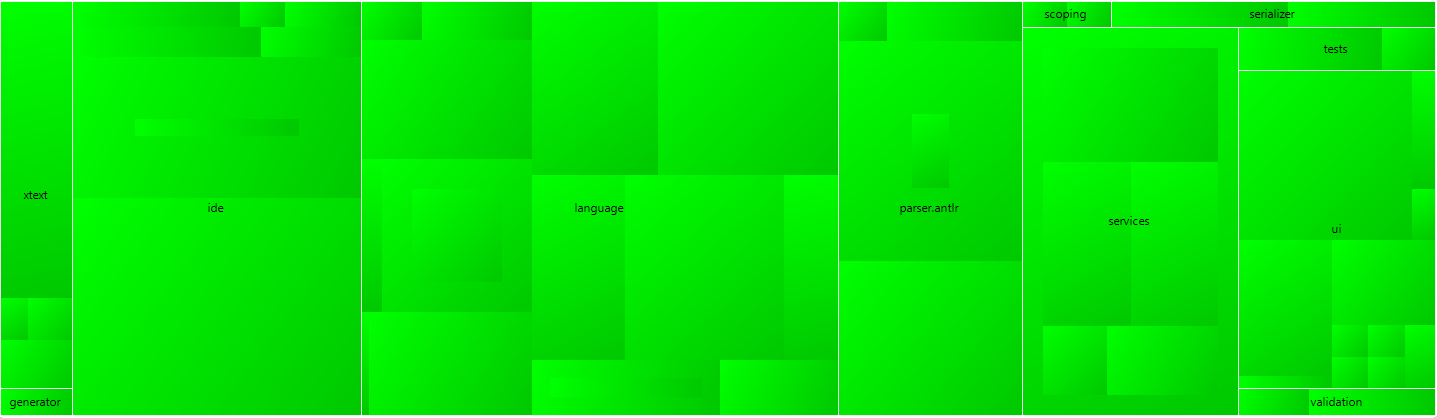 scoping
serializer
tests
xtext
ide
language
parser.antlr
services
ui
generator
validation